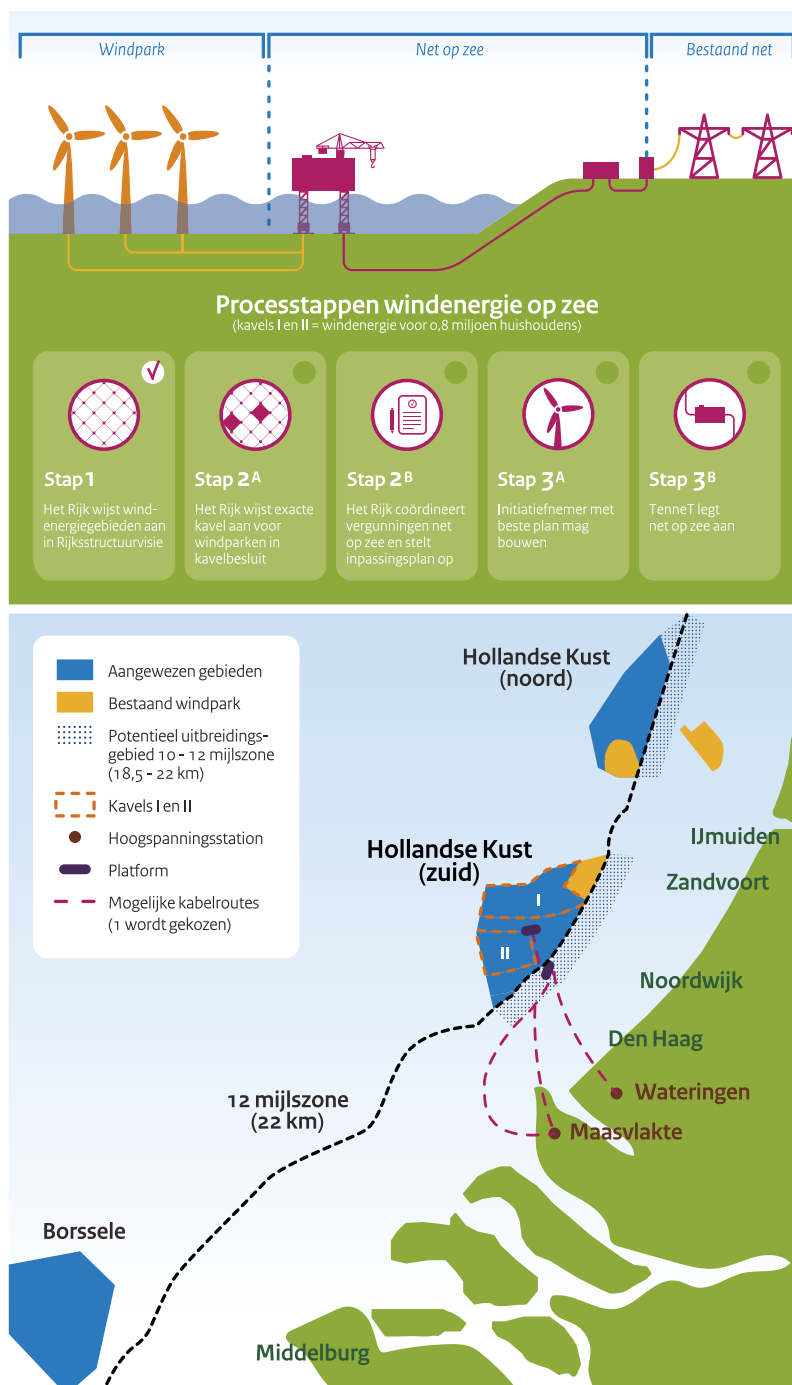 Windpark
Net op zee
Bestaand net
Processtappen windenergie op zee
(kavels I en II = windenergie voor 0,8 miljoen huishoudens)
Stap 1
Het Rijk wijst wind-
energiegebieden aan
in Rijksstructuurvisie
Stap 2A
Het Rijk wijst exacte
kavel aan voor
windparken in
kavelbesluit
Stap 2B
Het Rijk coördineert
vergunningen net
op zee en stelt
inpassingsplan op
Stap 3A
Initiatiefnemer met
beste plan mag
bouwen
Stap 3B
TenneT legt
net op zee aan
Aangewezen gebieden
Bestaand windpark
Potentieel uitbreidings-
gebied 10 - 12 mijlszone
(18,5 - 22 km)
Kavels I en II
Hoogspanningsstation
Platform
Mogelijke kabelroutes
(1 wordt gekozen)
Hollandse Kust
(noord)
IJmuiden
Hollandse Kust
(zuid)
Zandvoort
I
II
Noordwijk
Den Haag
Wateringen
12 mijlszone
(22 km)
Maasvlakte
Borssele
Middelburg